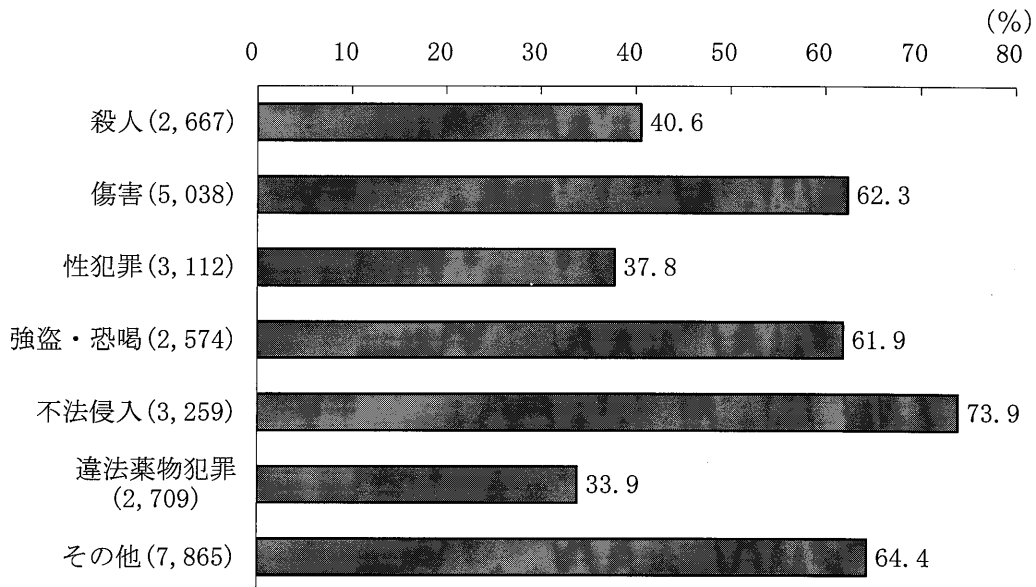 (%)
0 10 20 30 40 50 60 70 80
殺人(2,667) 40.6
傷害(5,038) 62.3
性犯罪(3,112) 37.8
強盗・恐喝(2,574) 61.9
不法侵入(3,259) 73.9
違法薬物犯罪
(2,709) 33.9
その他(7,865) 64.4